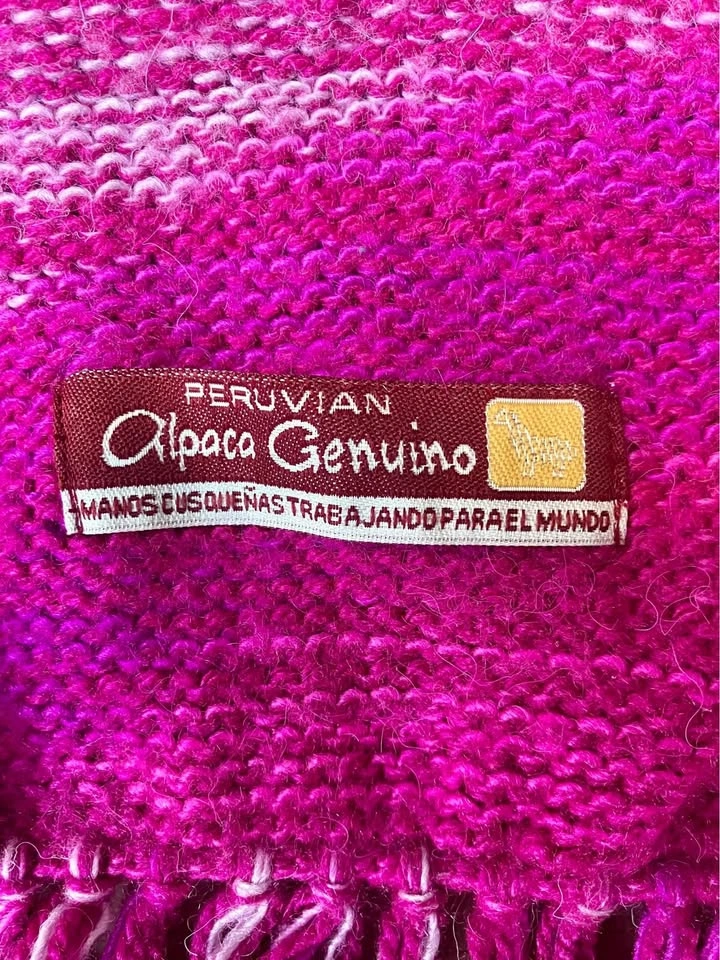 PERUVIAN
Alpaca Genuino
MANOS CUSQUEÑAS TRABAJANDO PARA EL MUNDO